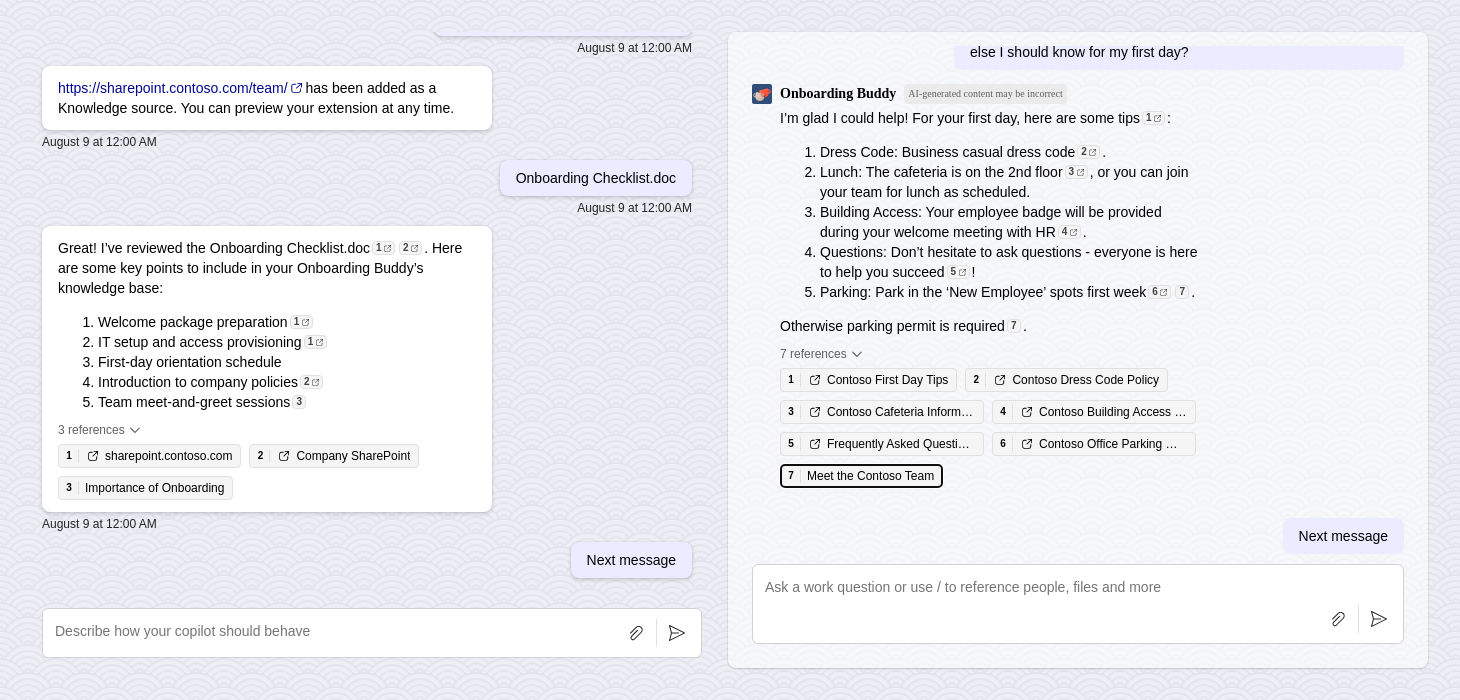 August 9 at 12:00 AM
https://sharepoint.contoso.com/team/ has been added as a
Knowledge source. You can preview your extension at any time.
August 9 at 12:00 AM
Onboarding Checklist.doc
August 9 at 12:00 AM
Great! I’ve reviewed the Onboarding Checklist.doc 1 2 . Here
are some key points to include in your Onboarding Buddy’s
knowledge base:
1. Welcome package preparation 1
2. IT setup and access provisioning 1
3. First-day orientation schedule
4. Introduction to company policies 2
5. Team meet-and-greet sessions 3
3 references
1 sharepoint.contoso.com 2 Company SharePoint
3 Importance of Onboarding
August 9 at 12:00 AM
Next message
Describe how your copilot should behave
else I should know for my first day?
Onboarding Buddy AI-generated content may be incorrect
I’m glad I could help! For your first day, here are some tips 1 :
1. Dress Code: Business casual dress code 2 .
2. Lunch: The cafeteria is on the 2nd floor 3 , or you can join
your team for lunch as scheduled.
3. Building Access: Your employee badge will be provided
during your welcome meeting with HR 4 .
4. Questions: Don’t hesitate to ask questions - everyone is here
to help you succeed 5 !
5. Parking: Park in the ‘New Employee’ spots first week 6 7 .
Otherwise parking permit is required 7 .
7 references
1 Contoso First Day Tips 2 Contoso Dress Code Policy
3 Contoso Cafeteria Inform… 4 Contoso Building Access …
5 Frequently Asked Questi… 6 Contoso Office Parking …
7 Meet the Contoso Team
Next message
Ask a work question or use / to reference people, files and more